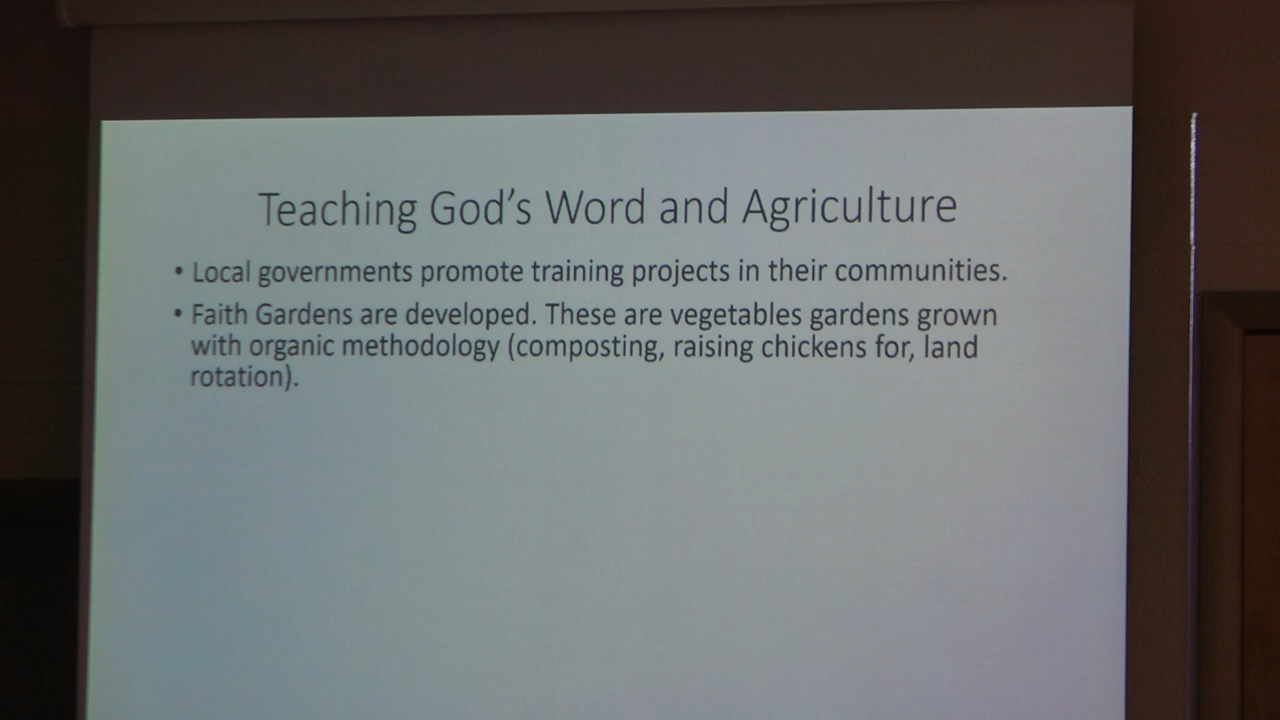 Teaching God's Word and Agriculture
• Local governments promote training projects in their communities.
• Faith Gardens are developed. These are vegetables gardens grown
with organic methodology (composting, raising chickens for, land
rotation).